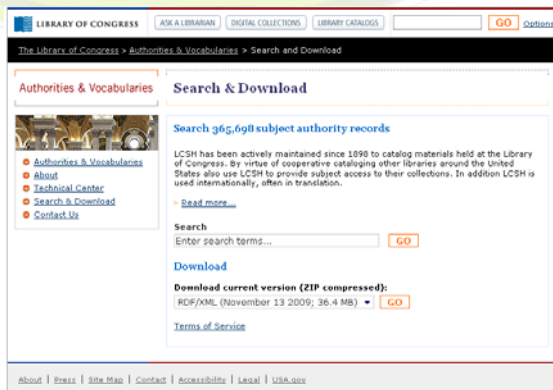 LIBRARY OF CONGRESS
ASK A LIBRARIAN
DIGITAL COLLECTIONS
LIBRARY CATALOGS
GO
Options
The Library of Congress > Authorities & Vocabularies > Search and Download
Authorities & Vocabularies
Authorities & Vocabularies
About
Technical Center
Search & Download
Contact Us
Search & Download
Search 365,698 subject authority records
LCSH has been actively maintained since 1898 to catalog materials held at the Library
of Congress. By virtue of cooperative cataloging other libraries around the United
States also use LCSH to provide subject access to their collections. In addition LCSH is
used internationally, often in translation.
Read more...
Search
Enter search terms...
GO
Download
Download current version (ZIP compressed):
RDF/XML (November 13 2009; 36.4 MB)
GO
Terms of Service
About | Press | Site Map | Contact | Accessibility | Legal | USA.gov